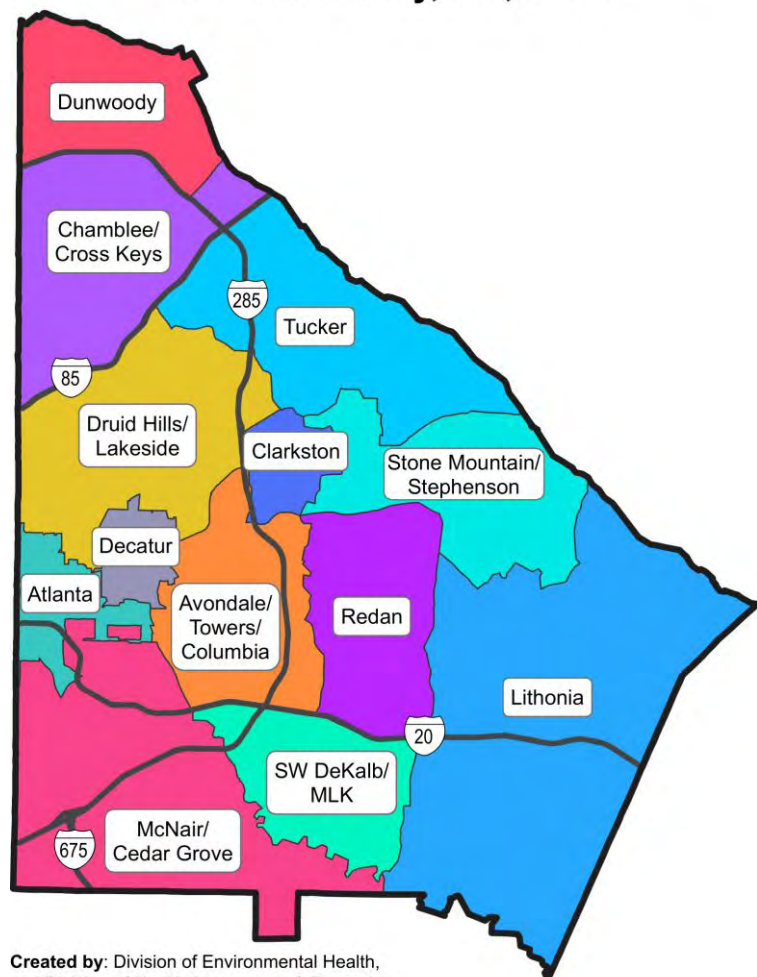 Dunwoody
Chamblee/
Cross Keys
285
Tucker
85
Druid Hills/
Lakeside
Clarkston
Stone Mountain/
Stephenson
Decatur
Atlanta
Avondale/
Towers/
Columbia
Redan
Lithonia
20
SW DeKalb/
MLK
McNair/
Cedar Grove
675
Created by: Division of Environmental Health,